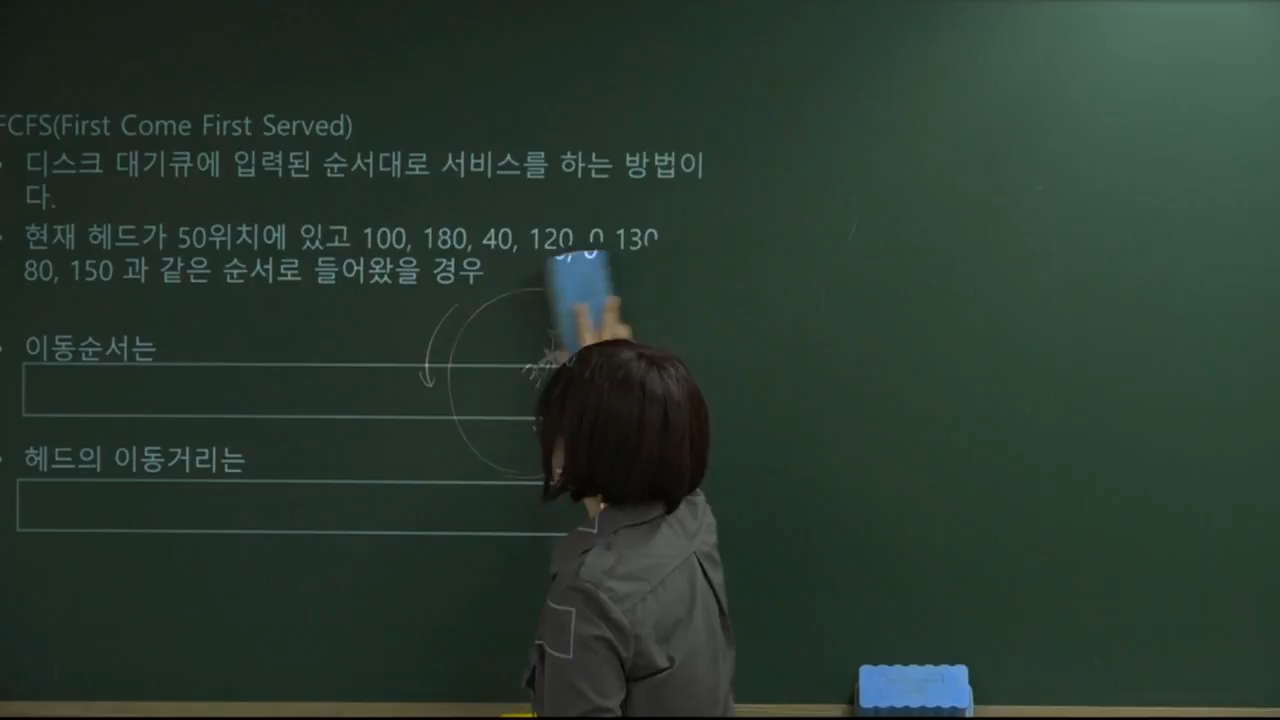 FCFS(First Come First Served)
디스크 대기큐에 입력된 순서대로 서비스를 하는 방법이
다.
현재 헤드가 50위치에 있고 100, 180, 40, 120, 0 130
80, 150 과 같은 순서로 들어왔을 경우
이동순서는
헤드의 이동거리는